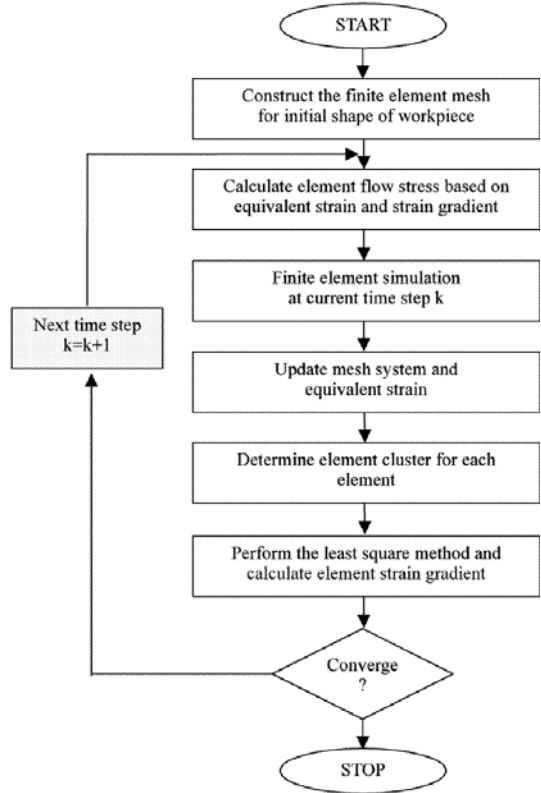 START
Construct the finite element mesh
for initial shape of workpiece
Calculate element flow stress based on
equivalent strain and strain gradient
Finite element simulation
at current time step k
Next time step
k=k+1
Update mesh system and
equivalent strain
Determine element cluster for each
element
Perform the least square method and
calculate element strain gradient
Converge
?
STOP